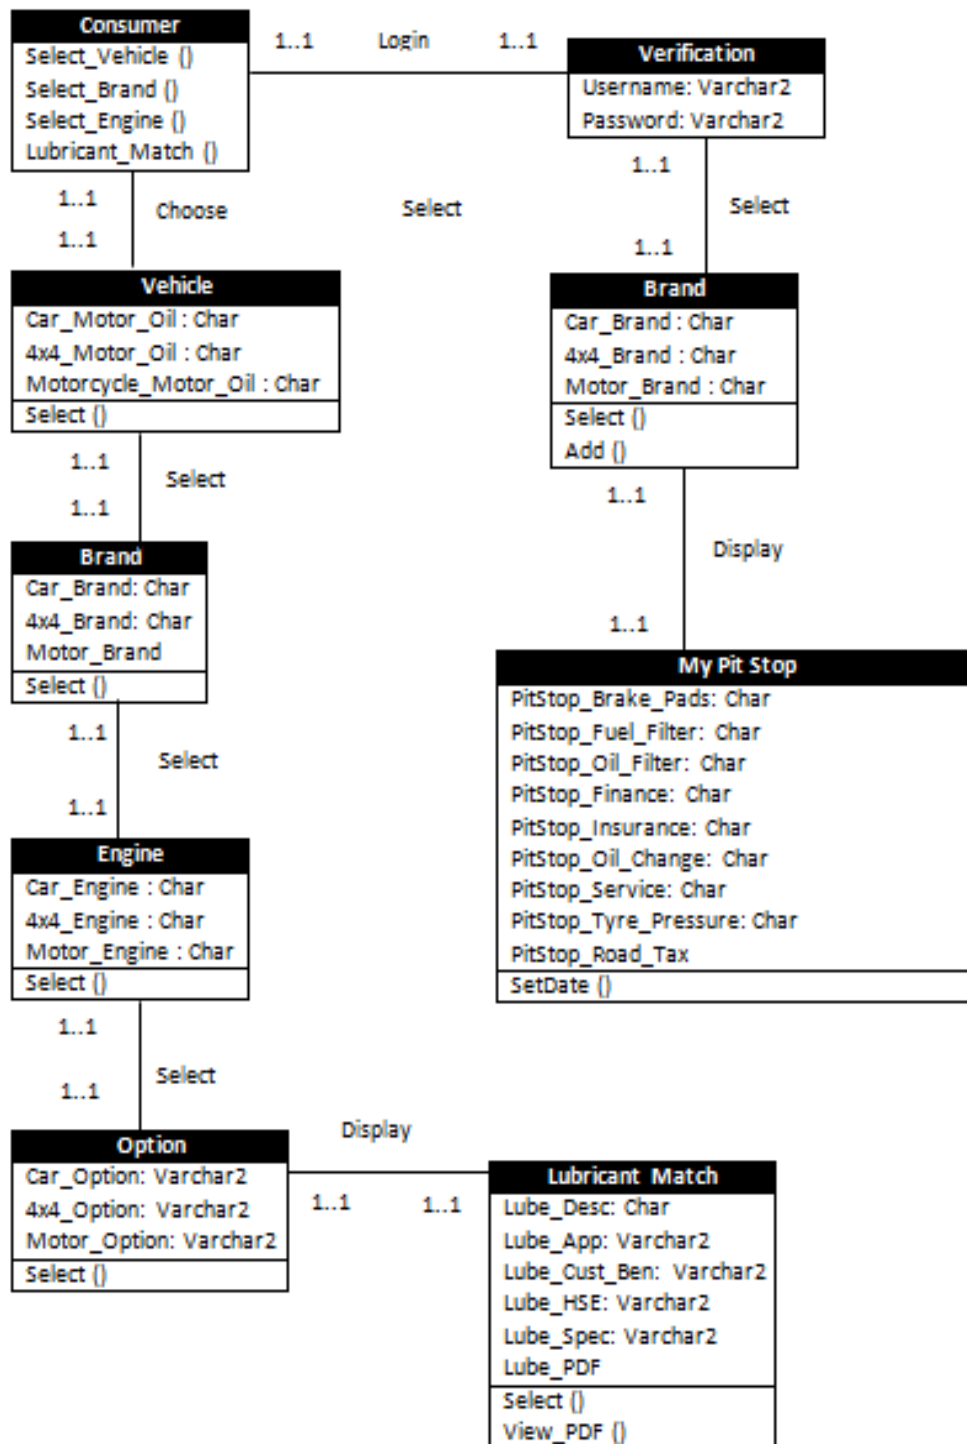 Consumer
Select_Vehicle ()
Select_Brand ()
Select_Engine ()
Lubricant_Match ()
1..1 Login 1..1
Verification
Username: Varchar2
Password: Varchar2
1..1
Choose
1..1
Select
1..1
Select
1..1
Vehicle
Car_Motor_Oil : Char
4x4_Motor_Oil : Char
Motorcycle_Motor_Oil : Char
Select ()
Brand
Car_Brand : Char
4x4_Brand : Char
Motor_Brand : Char
Select ()
Add ()
1..1
Select
1..1
1..1
Display
1..1
Brand
Car_Brand: Char
4x4_Brand: Char
Motor_Brand
Select ()
My Pit Stop
PitStop_Brake_Pads: Char
PitStop_Fuel_Filter: Char
PitStop_Oil_Filter: Char
PitStop_Finance: Char
PitStop_Insurance: Char
PitStop_Oil_Change: Char
PitStop_Service: Char
PitStop_Tyre_Pressure: Char
PitStop_Road_Tax
SetDate ()
1..1
Select
1..1
Engine
Car_Engine : Char
4x4_Engine : Char
Motor_Engine : Char
Select ()
1..1
Select
1..1
Option
Car_Option: Varchar2
4x4_Option: Varchar2
Motor_Option: Varchar2
Select ()
Display
1..1 1..1
Lubricant Match
Lube_Desc: Char
Lube_App: Varchar2
Lube_Cust_Ben: Varchar2
Lube_HSE: Varchar2
Lube_Spec: Varchar2
Lube_PDF
Select ()
View_PDF ()